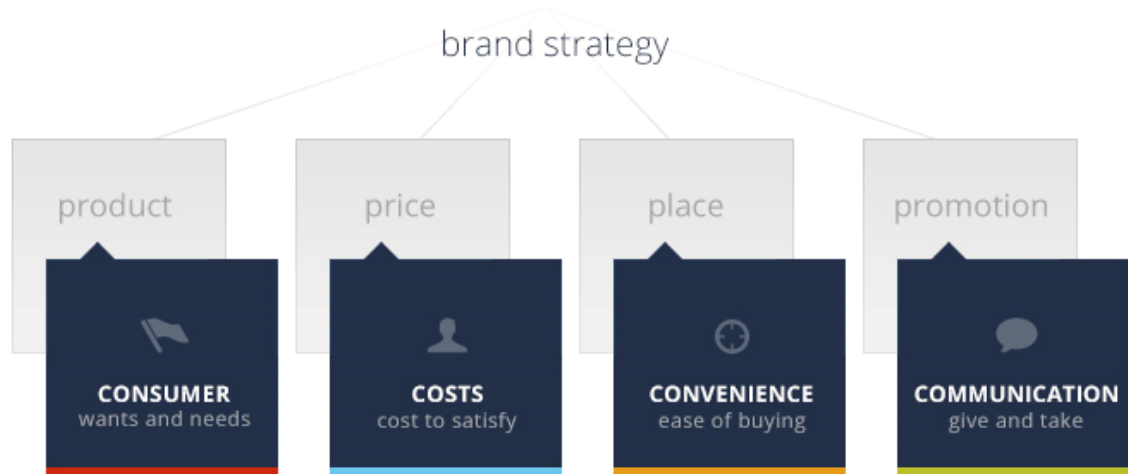 brand strategy
product
price
place
promotion
CONSUMER
wants and needs
COSTS
cost to satisfy
CONVENIENCE
ease of buying
COMMUNICATION
give and take